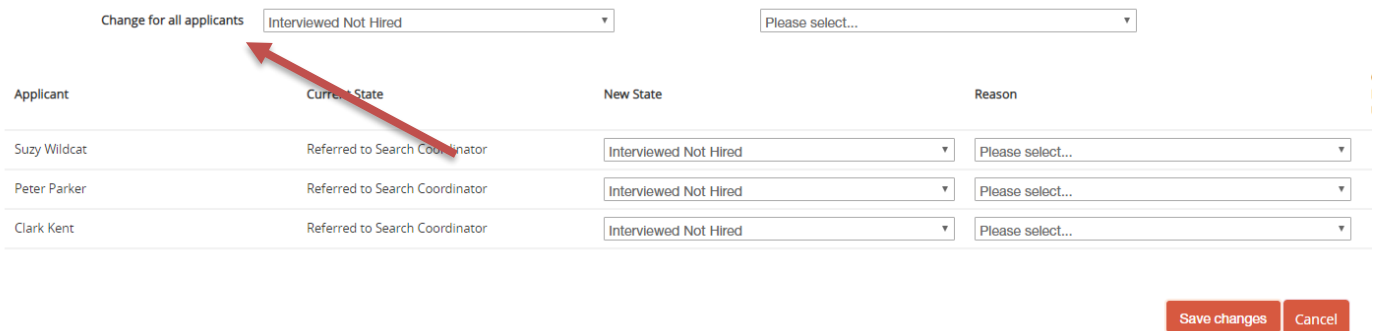 Change for all applicants Interviewed Not Hired Please select...
Applicant Current State New State Reason
Suzy Wildcat Referred to Search Coordinator Interviewed Not Hired Please select...
Peter Parker Referred to Search Coordinator Interviewed Not Hired Please select...
Clark Kent Referred to Search Coordinator Interviewed Not Hired Please select...
Save changes Cancel